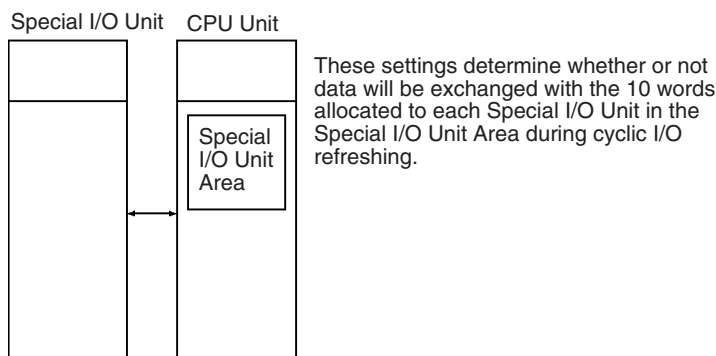 Special I/O Unit
CPU Unit
These settings determine whether or not
data will be exchanged with the 10 words
allocated to each Special I/O Unit in the
Special I/O Unit Area during cyclic I/O
refreshing.
Special
I/O Unit
Area